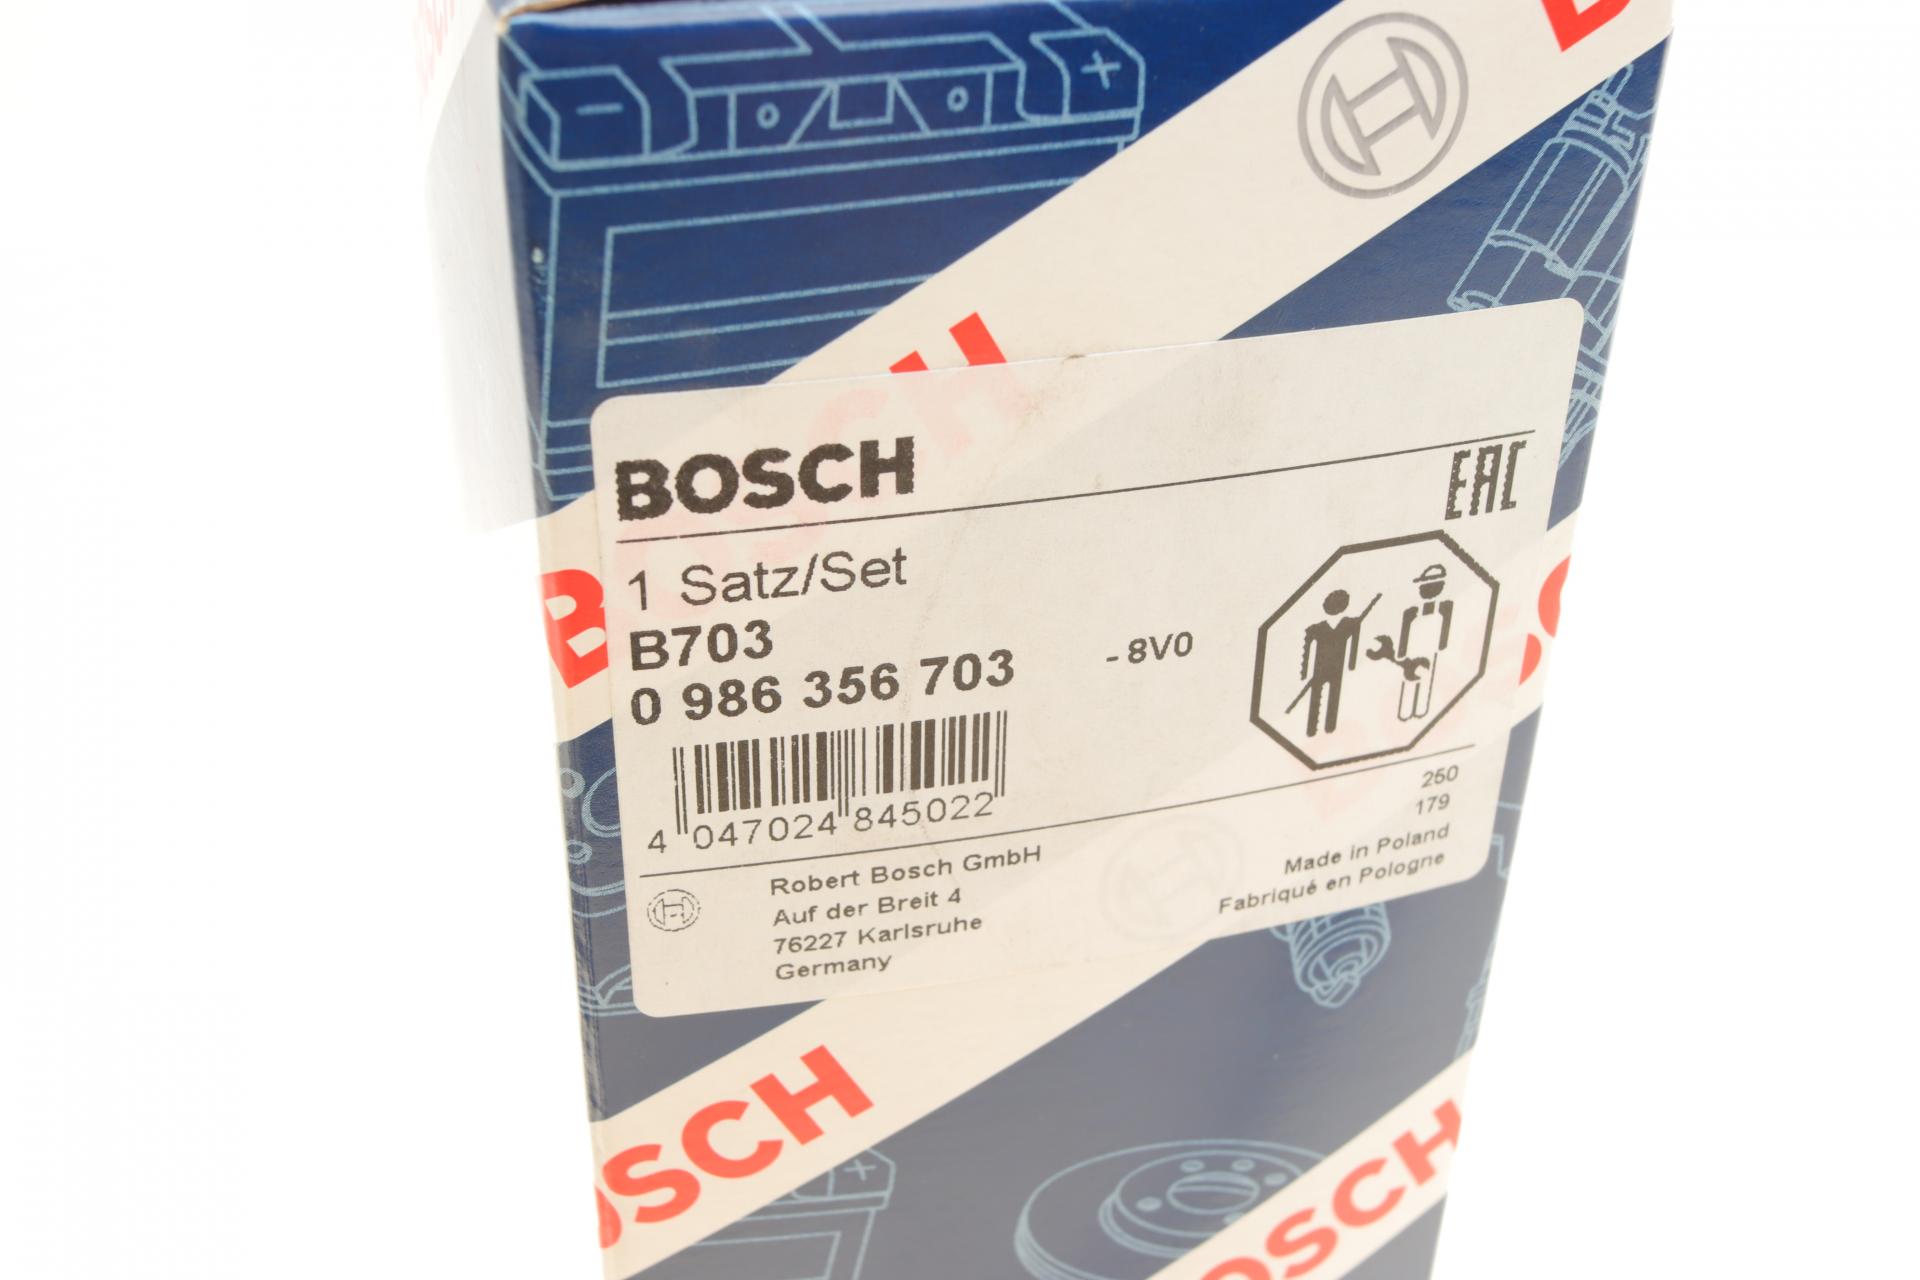 BOSCH
EAC
1 Satz/Set
B703
0 986 356 703
- 8V0
4 047024 845022
250
179
Robert Bosch GmbH
Auf der Breit 4
76227 Karlsruhe
Germany
Made in Poland
Fabriqué en Pologne
BOSCH
BOSCH